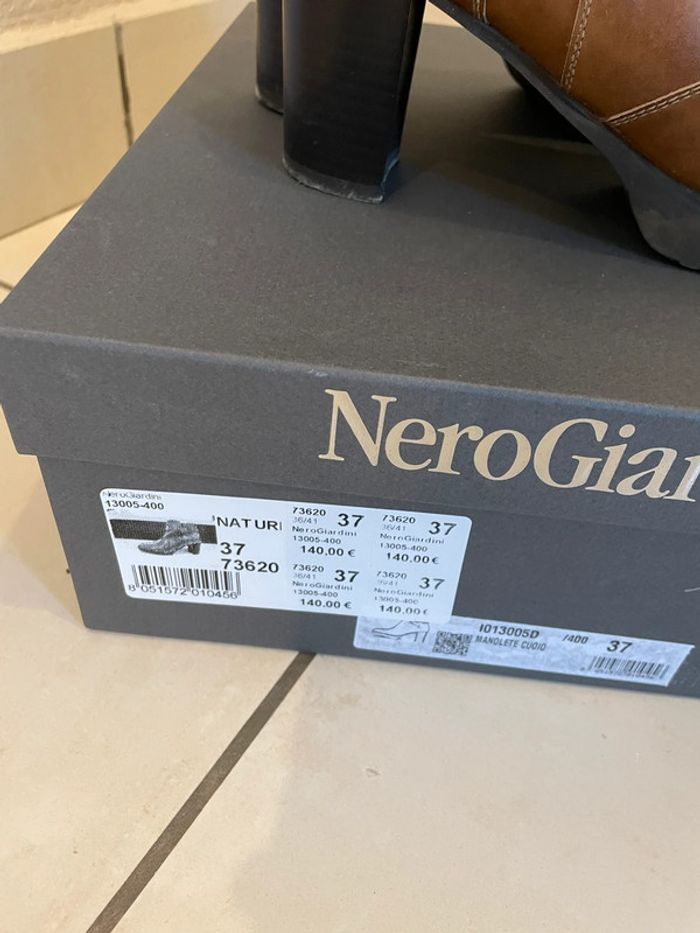 NeroGiar
NeroGiardini
13005-400
NATURI
37
73620
8 051572 010456
73620 37
36/41
NeroGiardini
13005-400
140,00 €
73620 37
36/41
NeroGiardini
13005-400
140,00 €
73620 37
36/41
NeroGiardini
13005-400
140,00 €
73620 37
36/41
NeroGiardini
13005-400
140,00 €
I013005D /400 37
MANOLETE CUOIO